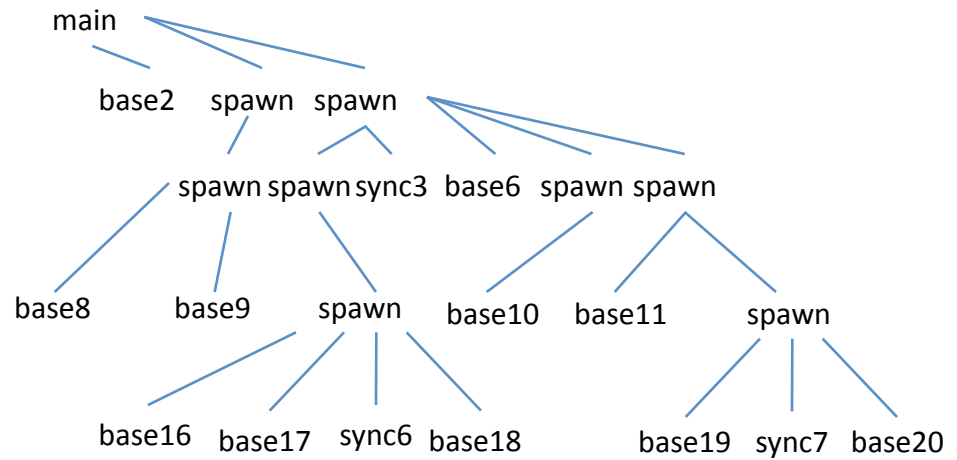 main
base2 spawn spawn
spawn spawn sync3 base6 spawn spawn
base8 base9 spawn base10 base11 spawn
base16 base17 sync6 base18 base19 sync7 base20